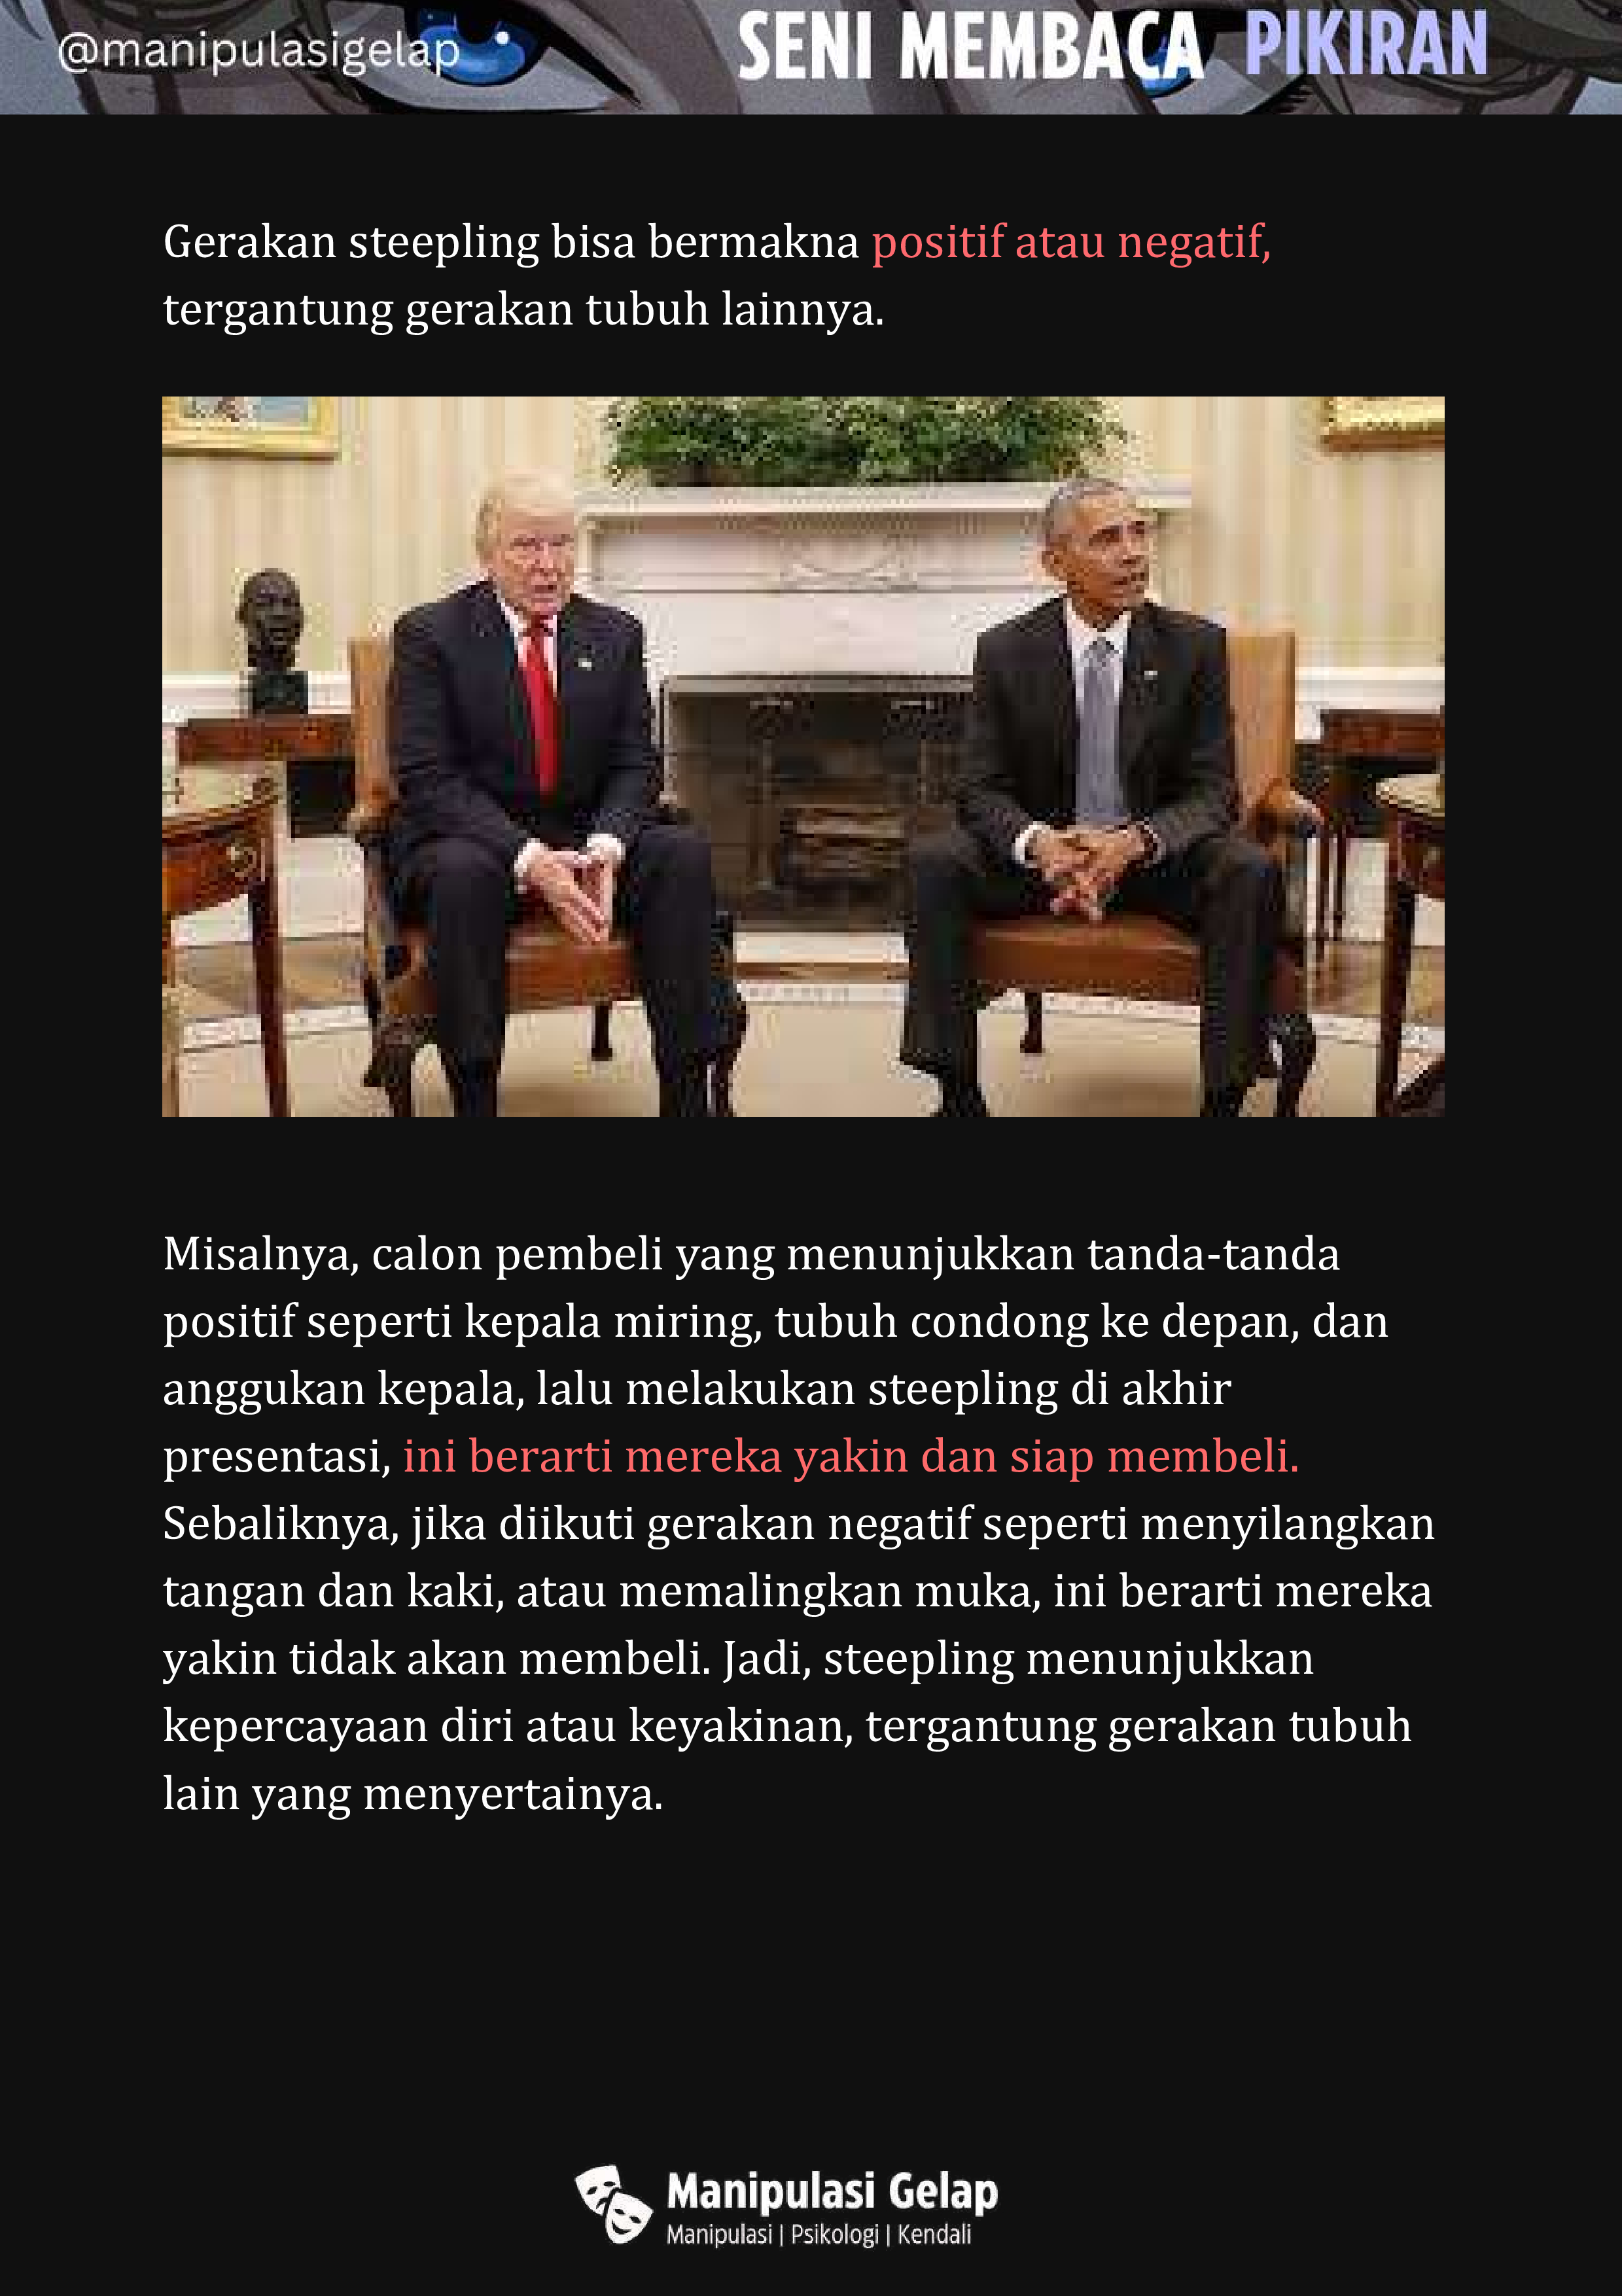 @manipulasigelap
SENI MEMBACA PIKIRAN
Gerakan steepling bisa bermakna positif atau negatif,
tergantung gerakan tubuh lainnya.
Misalnya, calon pembeli yang menunjukkan tanda-tanda
positif seperti kepala miring, tubuh condong ke depan, dan
anggukan kepala, lalu melakukan steepling di akhir
presentasi, ini berarti mereka yakin dan siap membeli.
Sebaliknya, jika diikuti gerakan negatif seperti menyilangkan
tangan dan kaki, atau memalingkan muka, ini berarti mereka
yakin tidak akan membeli. Jadi, steepling menunjukkan
kepercayaan diri atau keyakinan, tergantung gerakan tubuh
lain yang menyertainya.
Manipulasi Gelap
Manipulasi | Psikologi | Kendali